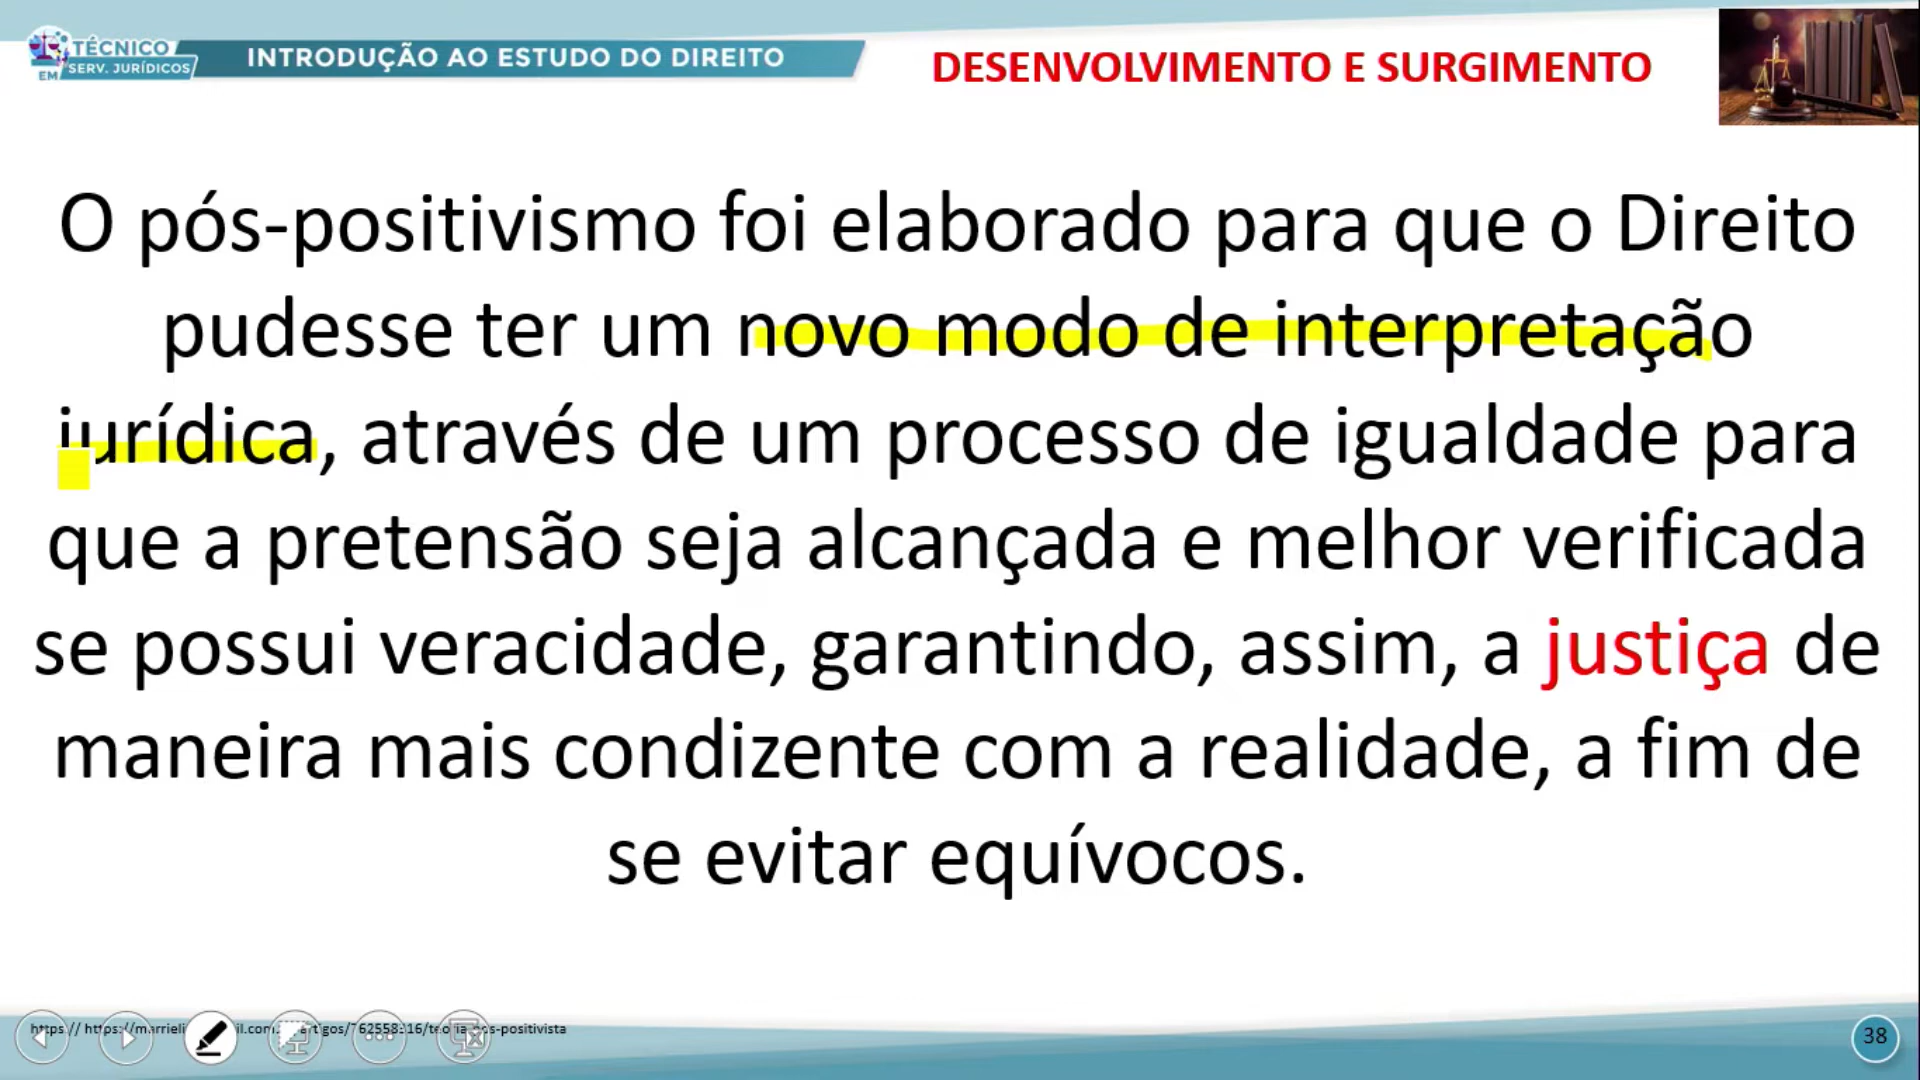 TÉCNICO
EM SERV. JURÍDICOS
INTRODUÇÃO AO ESTUDO DO DIREITO
DESENVOLVIMENTO E SURGIMENTO
O pós-positivismo foi elaborado para que o Direito
pudesse ter um novo modo de interpretação
jurídica, através de um processo de igualdade para
que a pretensão seja alcançada e melhor verificada
se possui veracidade, garantindo, assim, a justiça de
maneira mais condizente com a realidade, a fim de
se evitar equívocos.
https:// 
38